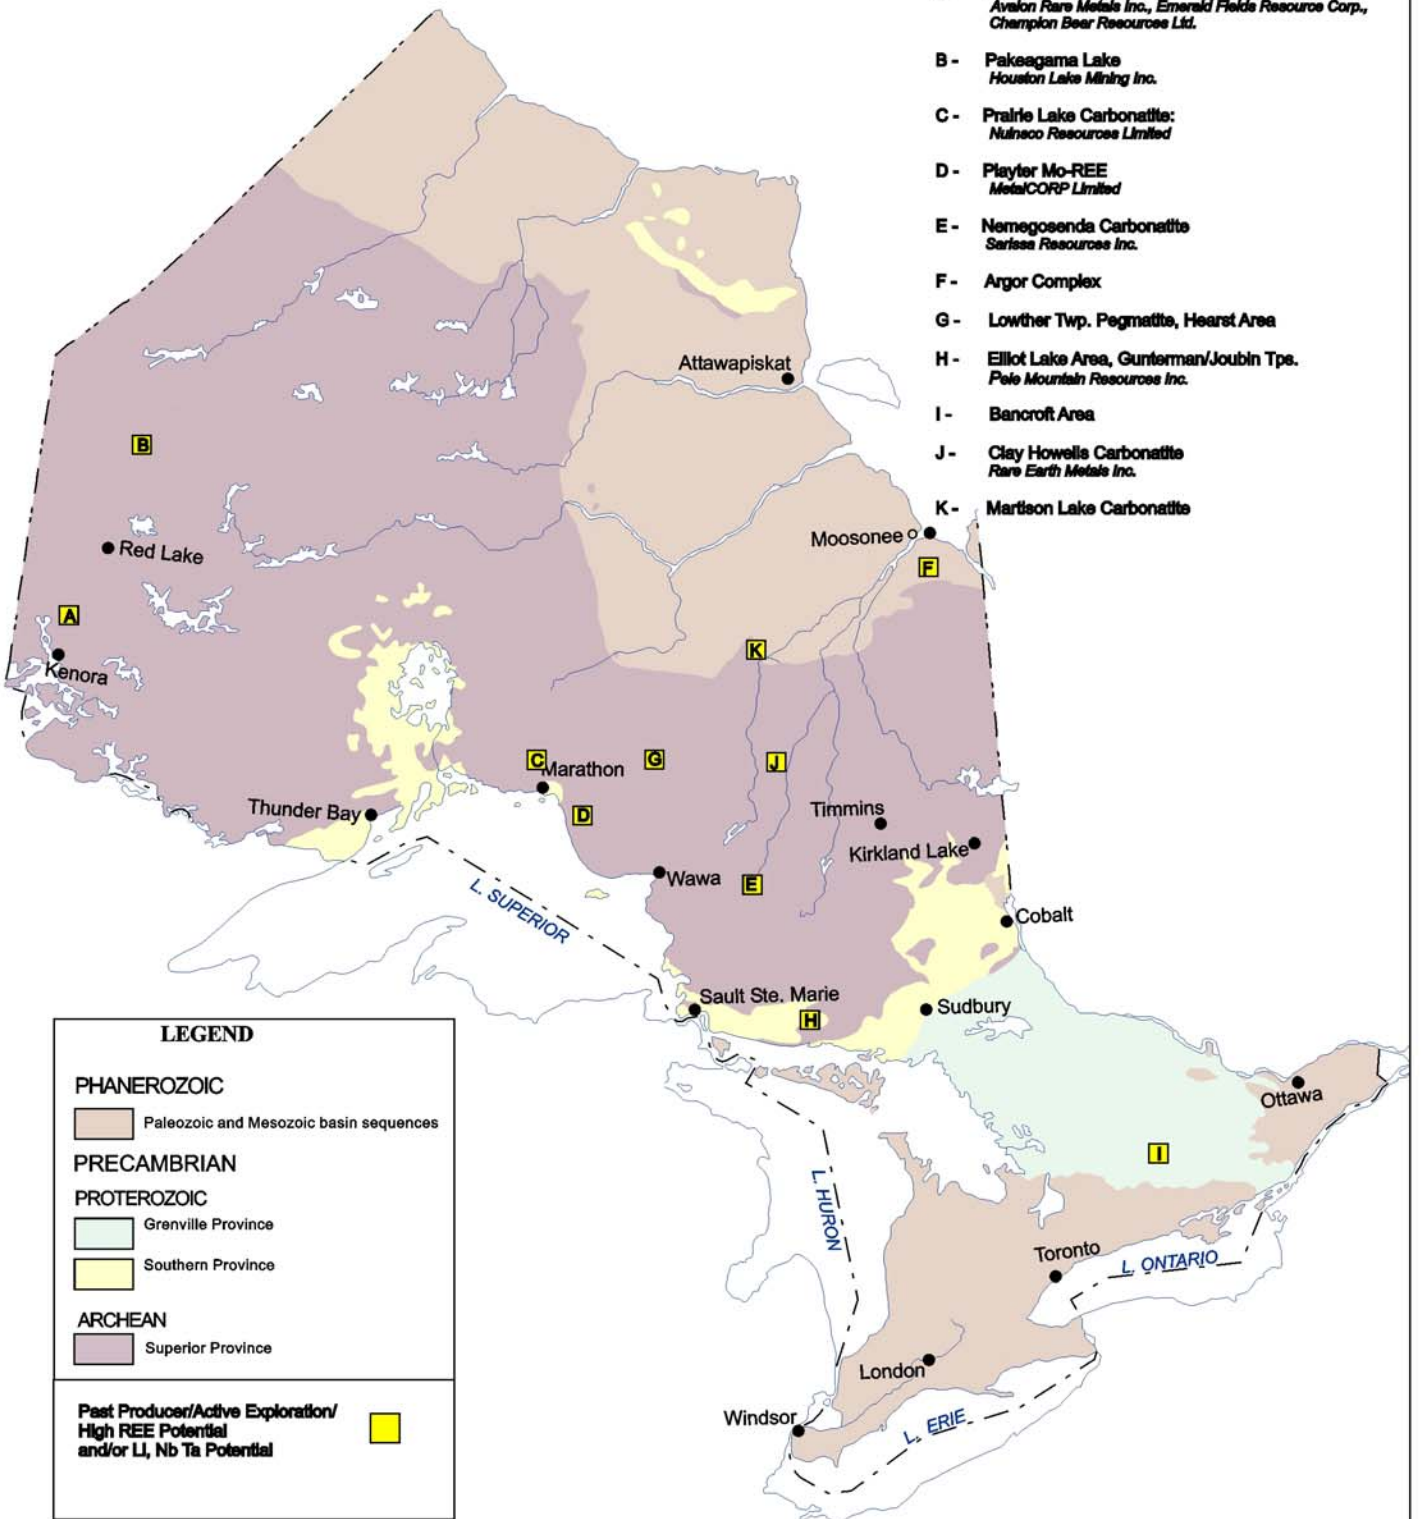 Avalon Rare Metals Inc., Emerald Fields Resource Corp.,
Champion Bear Resources Ltd.
B - Pakeagama Lake
Houston Lake Mining Inc.
C - Prairie Lake Carbonatite:
Nuinsco Resources Limited
D - Playter Mo-REE
MetalCORP Limited
E - Nemegosenda Carbonatite
Sarissa Resources Inc.
F - Argor Complex
G - Lowther Twp. Pegmatite, Hearst Area
H - Elliot Lake Area, Gunterman/Joubin Tps.
Pele Mountain Resources Inc.
I - Bancroft Area
J - Clay Howells Carbonatite
Rare Earth Metals Inc.
K - Martison Lake Carbonatite
Attawapiskat
B
Moosonee
Red Lake
F
A
K
Kenora
C
G
J
Marathon
Thunder Bay
D
Timmins
Kirkland Lake
Wawa
E
L. SUPERIOR
Cobalt
Sault Ste. Marie
H
Sudbury
Ottawa
I
L. HURON
Toronto
L. ONTARIO
London
Windsor
L. ERIE
LEGEND
PHANEROZOIC
Paleozoic and Mesozoic basin sequences
PRECAMBRIAN
PROTEROZOIC
Grenville Province
Southern Province
ARCHEAN
Superior Province
Past Producer/Active Exploration/
High REE Potential
and/or Li, Nb Ta Potential